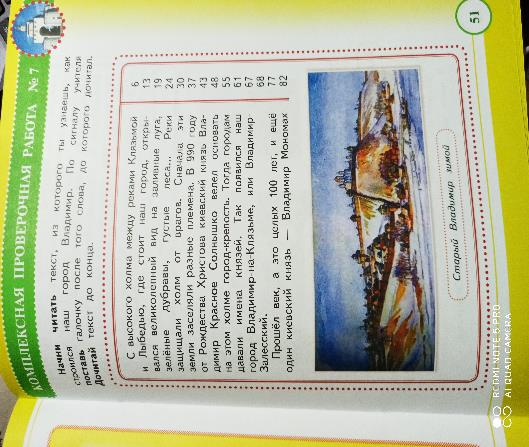 КОМПЛЕКСНАЯ ПРОВЕРОЧНАЯ РАБОТА № 7
Начни читать текст, из которого ты узнаешь, как
строился наш город Владимир. По сигналу учителя
поставь галочку после того слова, до которого дочитал.
Дочитай текст до конца.
С высокого холма между реками Клязьмой 6
и Лыбедью, где стоит наш город, откры- 13
вался великолепный вид на заливные луга, 19
зелёные дубравы, густые леса... Реки 24
защищали холм от врагов. Сначала эти 30
земли заселяли разные племена. В 990 году 37
от Рождества Христова киевский князь Вла- 43
димир Красное Солнышко велел основать 48
на этом холме город-крепость. Тогда городам 55
давали имена князей. Так появился наш 61
город Владимир-на-Клязьме, или Владимир 67
Залесский. 68
Прошёл век, а это целых 100 лет, и ещё 77
один киевский князь — Владимир Мономах 82
Старый Владимир зимой
51
REDMI NOTE 5 PRO
AI DUAL CAMERA